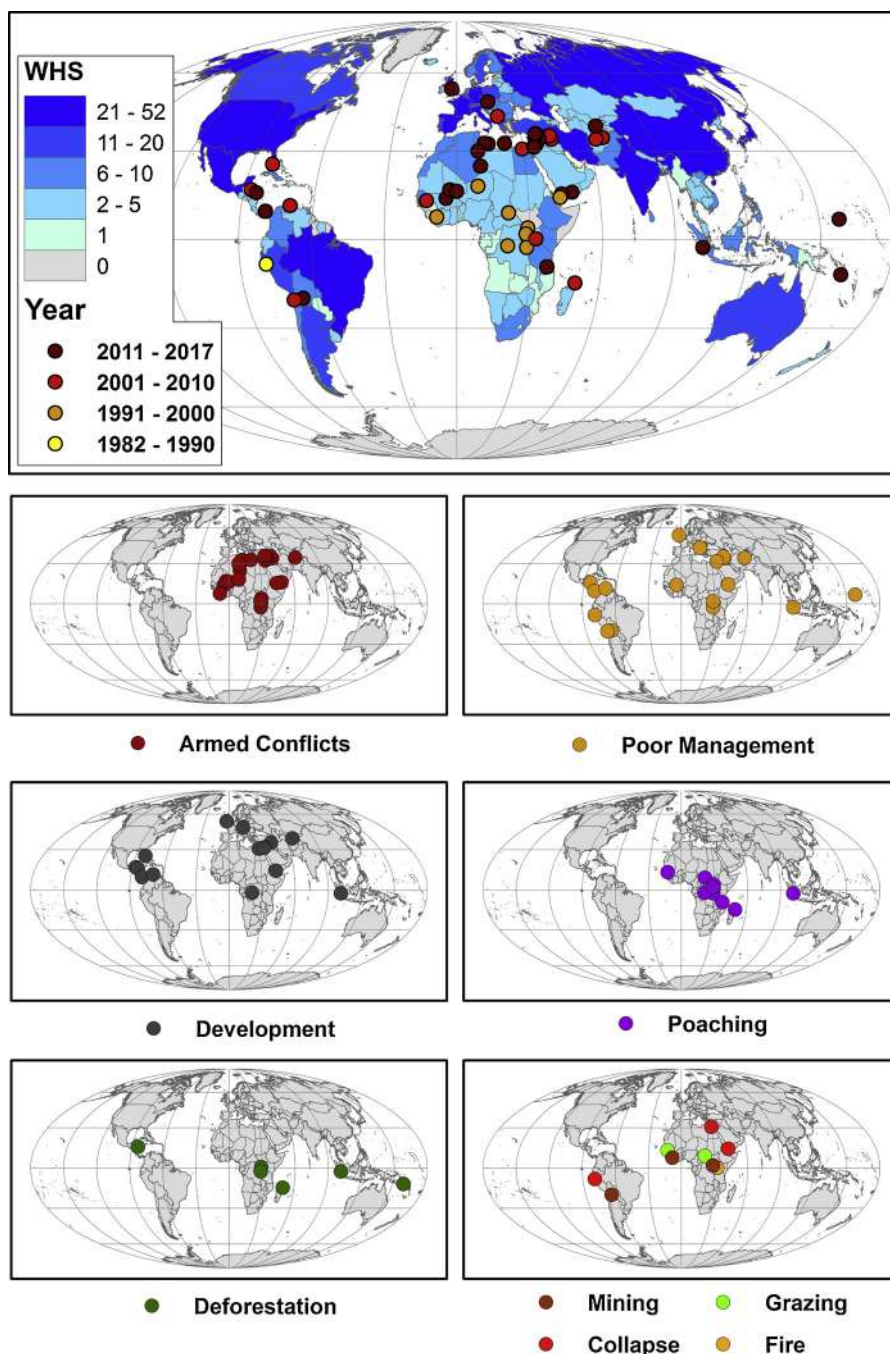 WHS
21 - 52
11 - 20
6 - 10
2 - 5
1
0
Year
2011 - 2017
2001 - 2010
1991 - 2000
1982 - 1990
Armed Conflicts
Poor Management
Development
Poaching
Deforestation
Mining
Grazing
Collapse
Fire